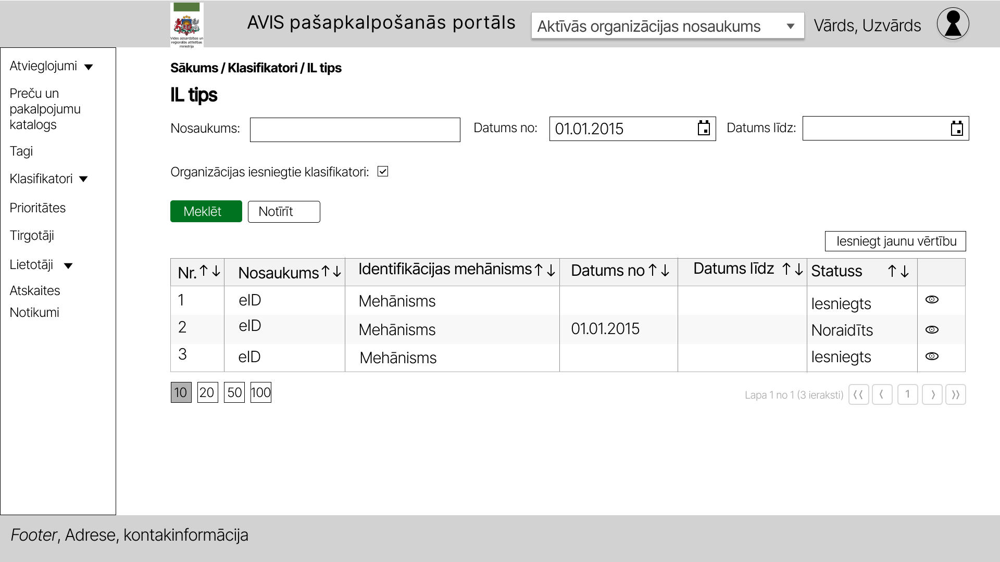 Vides aizsardzības un
reģionālās attīstības
ministrija
AVIS pašapkalpošanās portāls
Aktīvās organizācijas nosaukums
Vārds, Uzvārds
Atvieglojumi
Preču un
pakalpojumu
katalogs
Tagi
Klasifikatori
Prioritātes
Tirgotāji
Lietotāji
Atskaites
Notikumi
Sākums / Klasifikatori / IL tips
IL tips
Nosaukums:
Datums no: 01.01.2015
Datums līdz:
Organizācijas iesniegtie klasifikatori:
Meklēt Notīrīt
Iesniegt jaunu vērtību
Nr. Nosaukums Identifikācijas mehānisms Datums no Datums līdz Statuss
1 eID Mehānisms Iesniegts
2 eID Mehānisms 01.01.2015 Noraidīts
3 eID Mehānisms Iesniegts
10 20 50 100
Lapa 1 no 1 (3 ieraksti) 1
Footer, Adrese, kontakinformācija